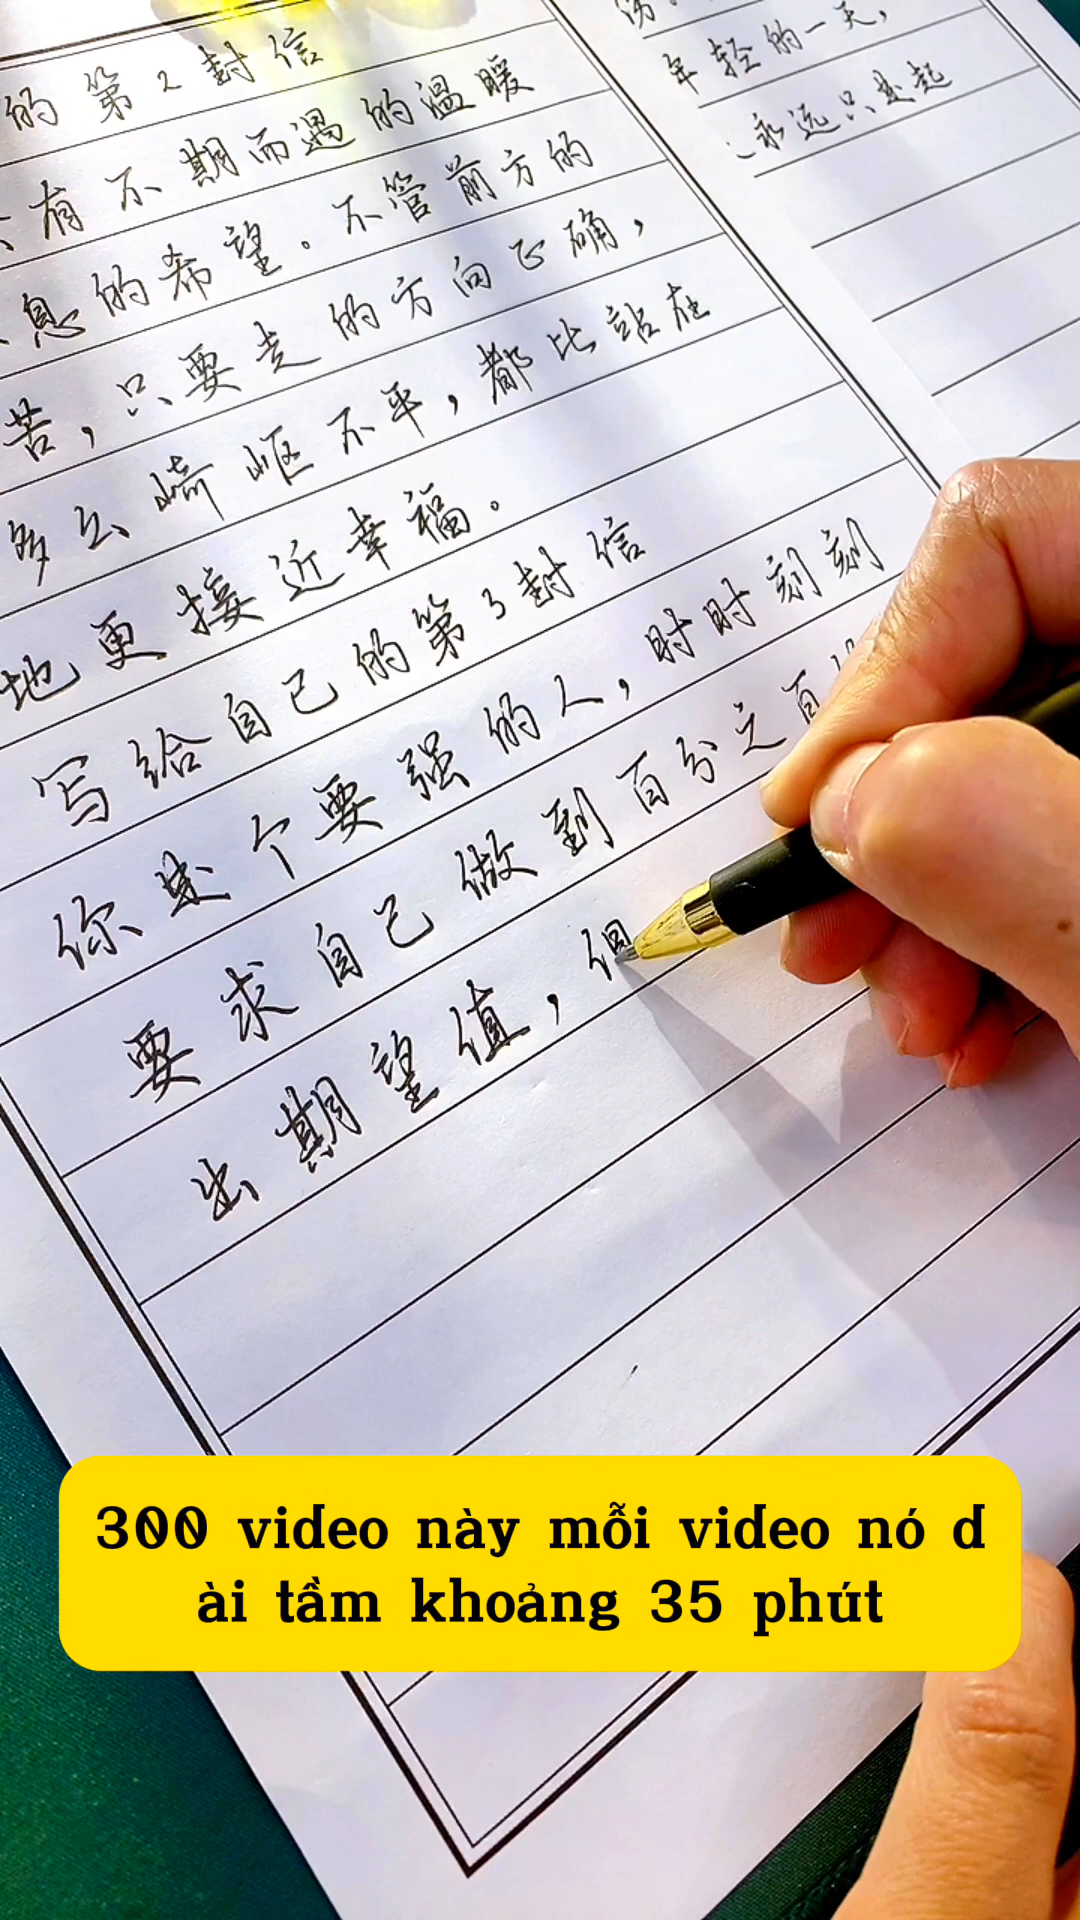 的第2封信
有不期而遇的温暖
息的希望。不管前方的
苦，只要走的方向正确，
多么崎岖不平，都比站在
地更接近幸福。
写给自己的第3封信
你是个要强的人，时时刻刻
要求自己做到百分之百
出期望值，但
年轻的一天，
永远只是起
300 video này mỗi video nó d
ài tầm khoảng 35 phút